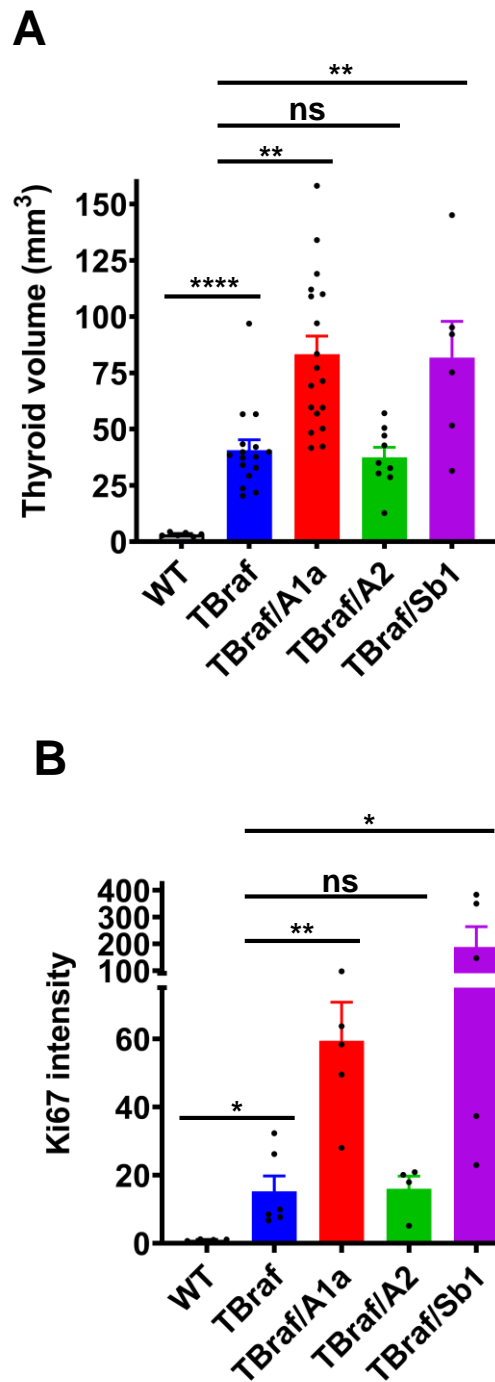 A
**
ns
**
****
Thyroid volume (mm³)
150
125
100
75
50
25
0
WT
TBraf
TBraf/A1a
TBraf/A2
TBraf/Sb1
B
*
ns
**
*
Ki67 intensity
400
300
200
100
60
40
20
0
WT
TBraf
TBraf/A1a
TBraf/A2
TBraf/Sb1